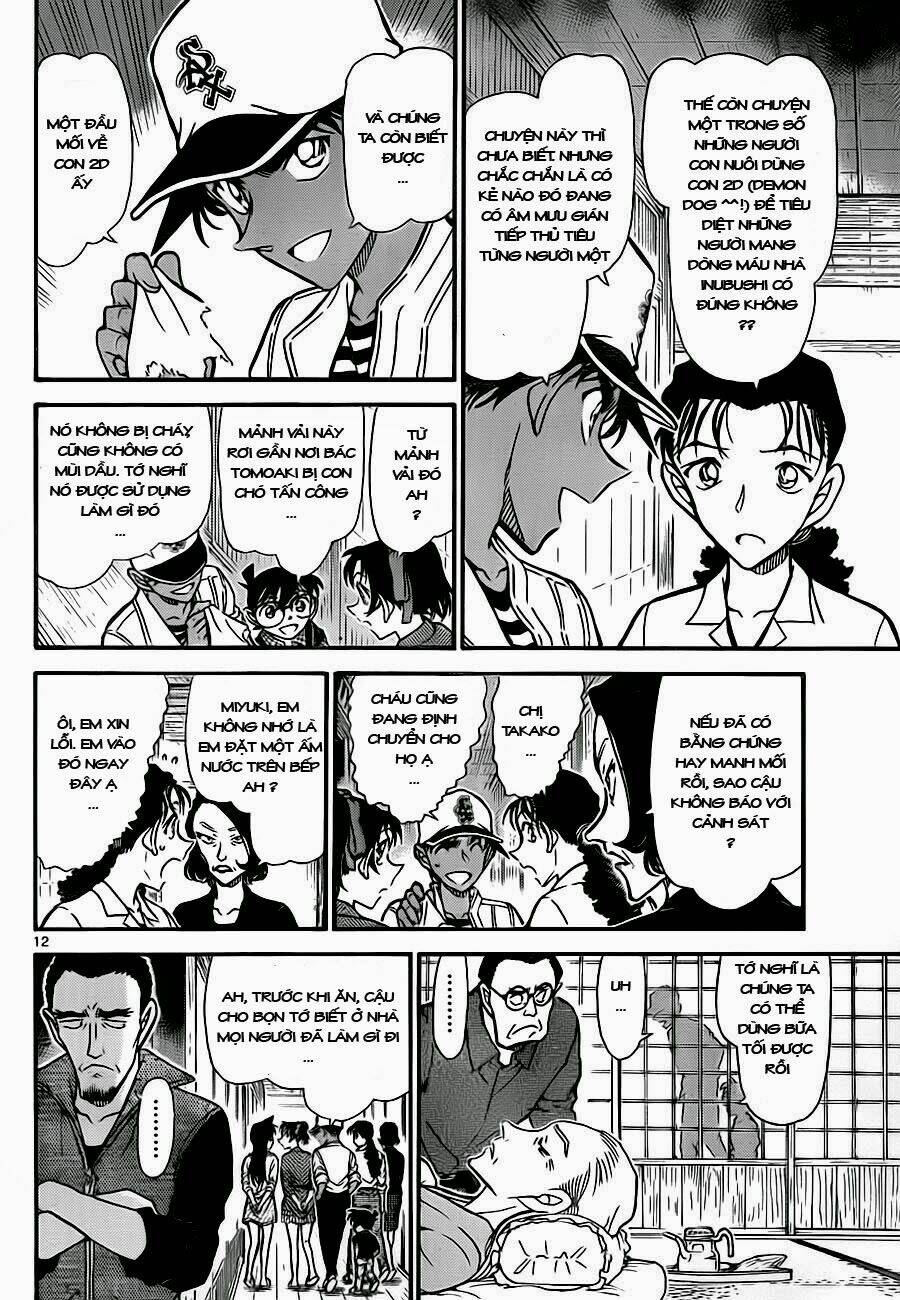 THẾ CÒN CHUYỆN
MỘT TRONG SỐ
NHỮNG NGƯỜI
CON NUÔI DÙNG
CON 2D (DEMON
DOG ^^!) ĐỂ TIÊU
DIỆT NHỮNG
NGƯỜI MANG
DÒNG MÁU NHÀ
INUBUSHI CÓ
ĐÚNG KHÔNG
??
CHUYỆN NÀY THÌ
CHƯA BIẾT. NHƯNG
CHẮC CHẮN LÀ CÓ
KẺ NÀO ĐÓ ĐANG
CÓ ÂM MƯU GIÁN
TIẾP THỦ TIÊU
TỪNG NGƯỜI MỘT
VÀ CHÚNG
TA CÒN BIẾT
ĐƯỢC
...
MỘT ĐẦU
MỐI VỀ
CON 2D
ẤY
TỪ
MẢNH
VẢI ĐÓ
AH
?
MẢNH VẢI NÀY
RƠI GẦN NƠI BÁC
TOMOAKI BỊ CON
CHÓ TẤN CÔNG
...
NÓ KHÔNG BỊ CHÁY,
CŨNG KHÔNG CÓ
MÙI DẦU. TỚ NGHĨ
NÓ ĐƯỢC SỬ DỤNG
LÀM GÌ ĐÓ
...
NẾU ĐÃ CÓ
BẰNG CHỨNG
HAY MANH MỐI
RỒI, SAO CẬU
KHÔNG BÁO VỚI
CẢNH SÁT
?
CHỊ
TAKAKO
...
CHÁU CŨNG
ĐANG ĐỊNH
CHUYỂN CHO
HỌ Ạ
...
MIYUKI, EM
KHÔNG NHỚ LÀ
EM ĐẶT MỘT ẤM
NƯỚC TRÊN BẾP
AH ?
ÔI, EM XIN
LỖI. EM VÀO
ĐÓ NGAY
ĐÂY Ạ
...
12
TỚ NGHĨ LÀ
CHÚNG TA
CÓ THỂ
DÙNG BỮA
TỐI ĐƯỢC
RỒI
UH
......
AH, TRƯỚC KHI ĂN, CẬU
CHO BỌN TỚ BIẾT Ở NHÀ
MỌI NGƯỜI ĐÃ LÀM GÌ ĐI
...
......